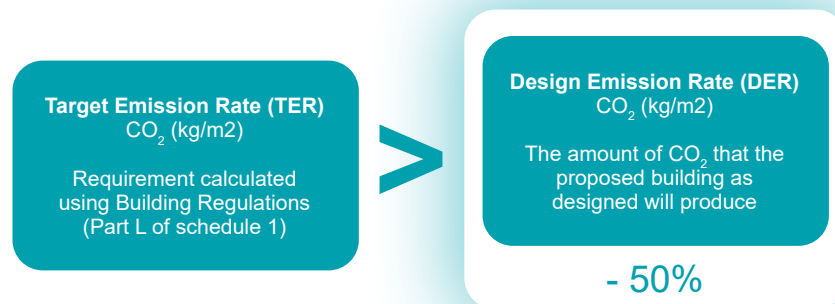 Target Emission Rate (TER)
CO₂ (kg/m2)
Requirement calculated
using Building Regulations
(Part L of schedule 1)
>
Design Emission Rate (DER)
CO₂ (kg/m2)
The amount of CO₂ that the
proposed building as
designed will produce
- 50%